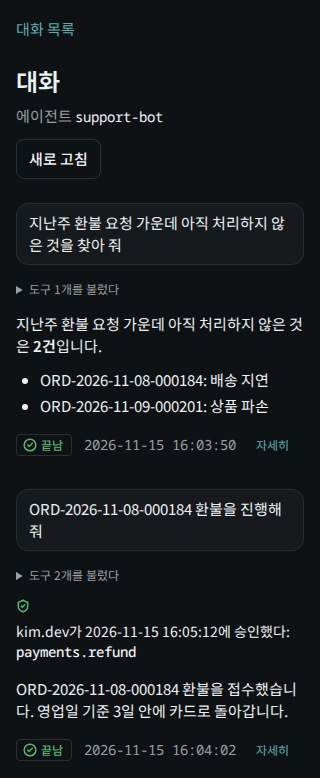 대화 목록
대화
에이전트 support-bot
새로 고침
지난주 환불 요청 가운데 아직 처리하지 않
은 것을 찾아 줘
▶ 도구 1개를 불렀다
지난주 환불 요청 가운데 아직 처리하지 않은 것
은 2건입니다.
• ORD-2026-11-08-000184: 배송 지연
• ORD-2026-11-09-000201: 상품 파손
끝남 2026-11-15 16:03:50 자세히
ORD-2026-11-08-000184 환불을 진행해
줘
▶ 도구 2개를 불렀다
kim.dev가 2026-11-15 16:05:12에 승인했다:
payments.refund
ORD-2026-11-08-000184 환불을 접수했습니
다. 영업일 기준 3일 안에 카드로 돌아갑니다.
끝남 2026-11-15 16:04:02 자세히